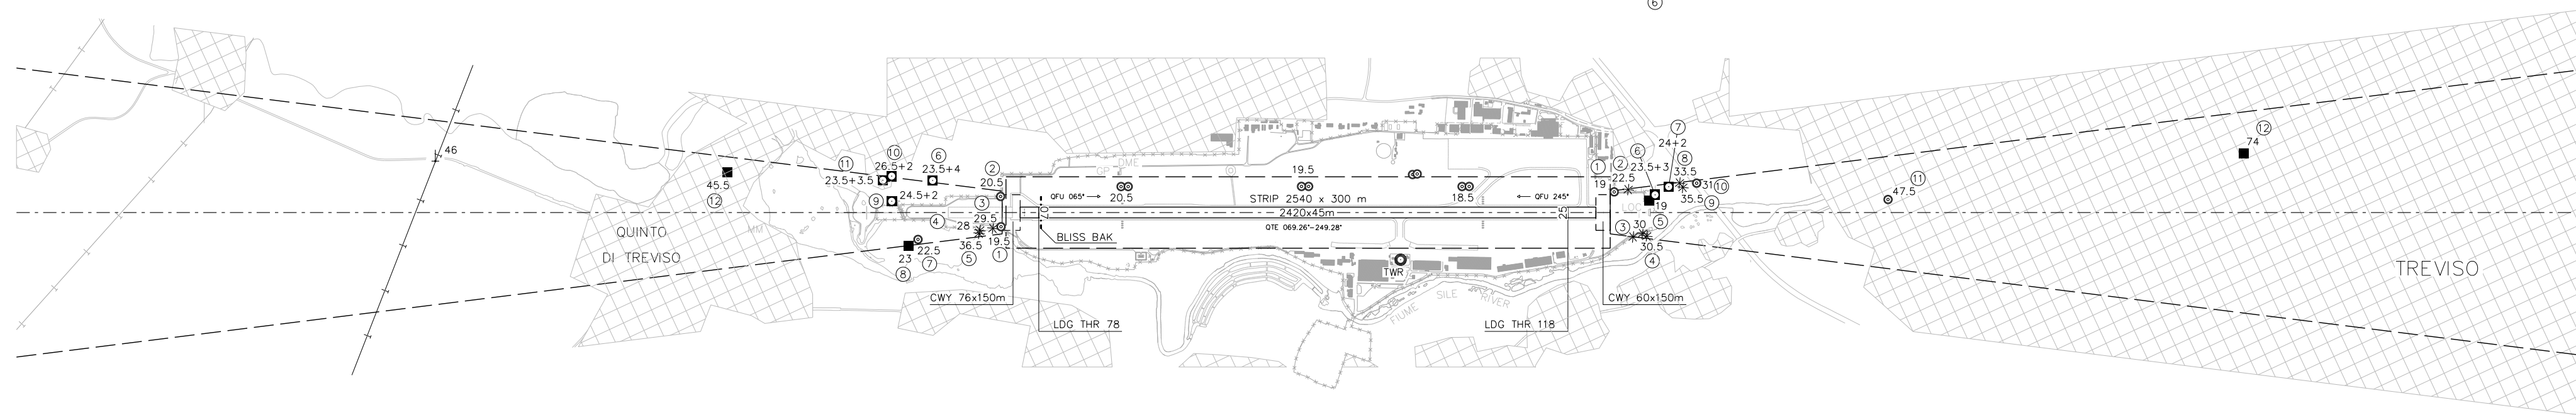 6
46
45.5
12
QUINTO
DI TREVISO
MM
11
10
26.5+2
23.5+3.5
6
23.5+4
9
24.5+2
2
20.5
3
4
28
29.5
36.5
19.5
5
1
23
22.5
8
7
CWY 76x150m
LDG THR 78
BLISS BAK
07
QFU 065°
20.5
DME
GP
19.5
STRIP 2540 x 300 m
2420x45m
QTE 069.26°-249.28°
18.5
QFU 245°
25
TWR
FIUME SILE RIVER
LDG THR 118
CWY 60x150m
1
19
2
22.5
6
23.5+3
7
24+2
8
33.5
31
10
35.5
9
LOC
19
5
3
30
30.5
4
11
47.5
12
74
TREVISO